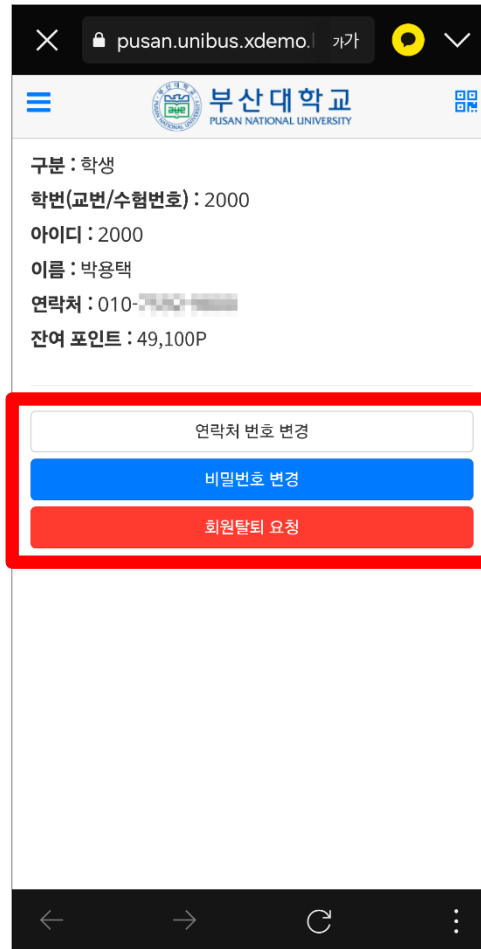 pusan.unibus.xdemo. 가가
부산대학교
PUSAN NATIONAL UNIVERSITY
구분 : 학생
학번(교번/수험번호) : 2000
아이디 : 2000
이름 : 박용택
연락처 : 010-
잔여 포인트 : 49,100P
연락처 번호 변경
비밀번호 변경
회원탈퇴 요청